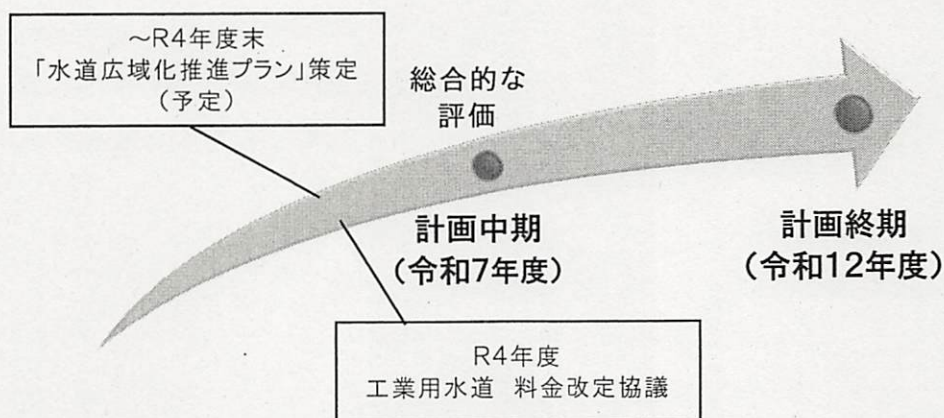 ～R4年度末
「水道広域化推進プラン」策定
（予定）
総合的な
評価
計画中期
（令和7年度）
計画終期
（令和12年度）
R4年度
工業用水道 料金改定協議